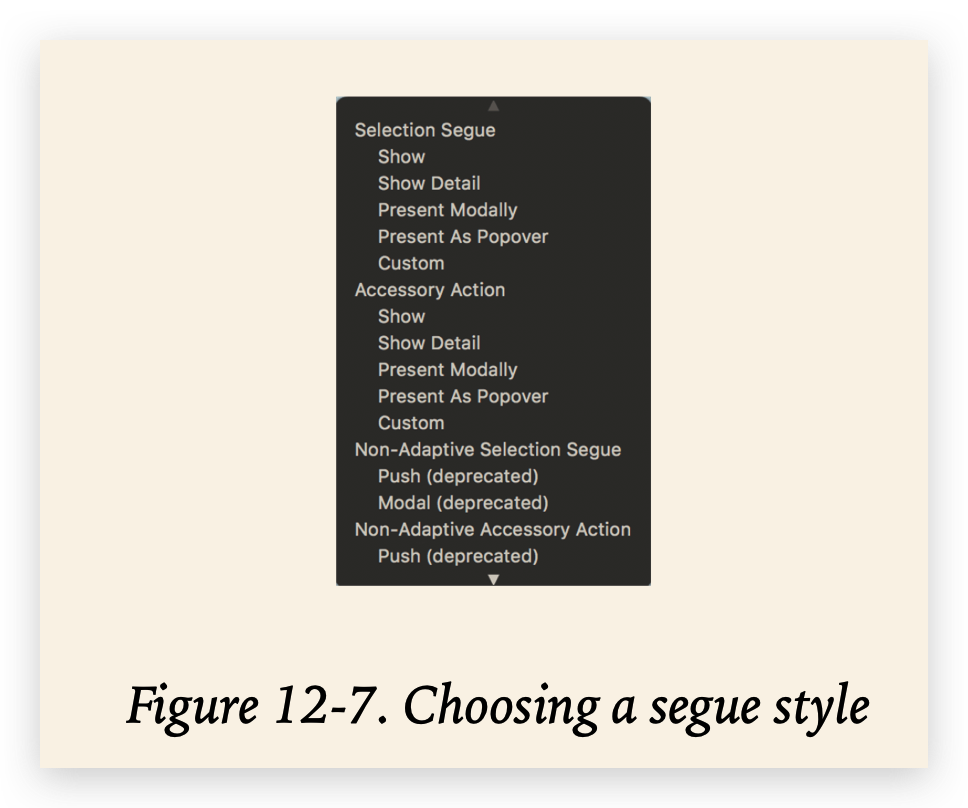 Selection Segue
Show
Show Detail
Present Modally
Present As Popover
Custom
Accessory Action
Show
Show Detail
Present Modally
Present As Popover
Custom
Non-Adaptive Selection Segue
Push (deprecated)
Modal (deprecated)
Non-Adaptive Accessory Action
Push (deprecated)
Figure 12-7. Choosing a segue style